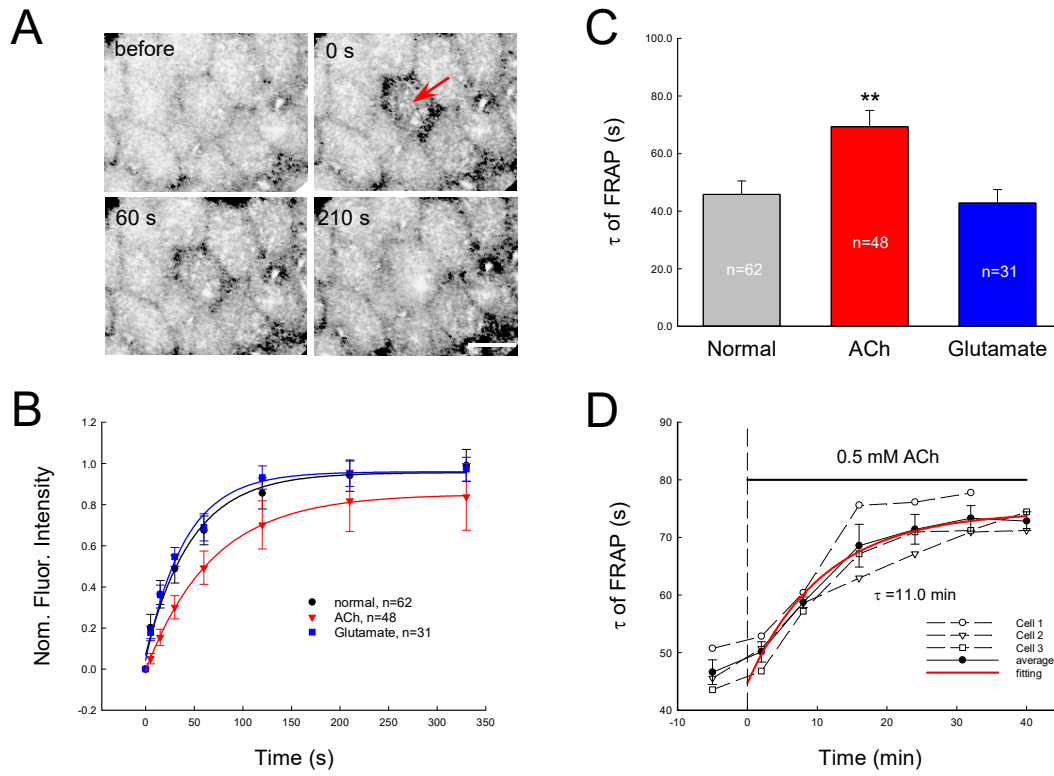 A
before
0 s
60 s
210 s
B
Nom. Fluor. Intensity
1.2
1.0
0.8
0.6
0.4
0.2
0.0
-0.2
normal, n=62
ACh, n=48
Glutamate, n=31
-50 0 50 100 150 200 250 300 350
Time (s)
C
τ of FRAP (s)
100.0
80.0
60.0
40.0
20.0
0.0
**
n=62
n=48
n=31
Normal ACh Glutamate
D
τ of FRAP (s)
90
80
70
60
50
40
0.5 mM ACh
τ =11.0 min
Cell 1
Cell 2
Cell 3
average
fitting
-10 0 10 20 30 40
Time (min)